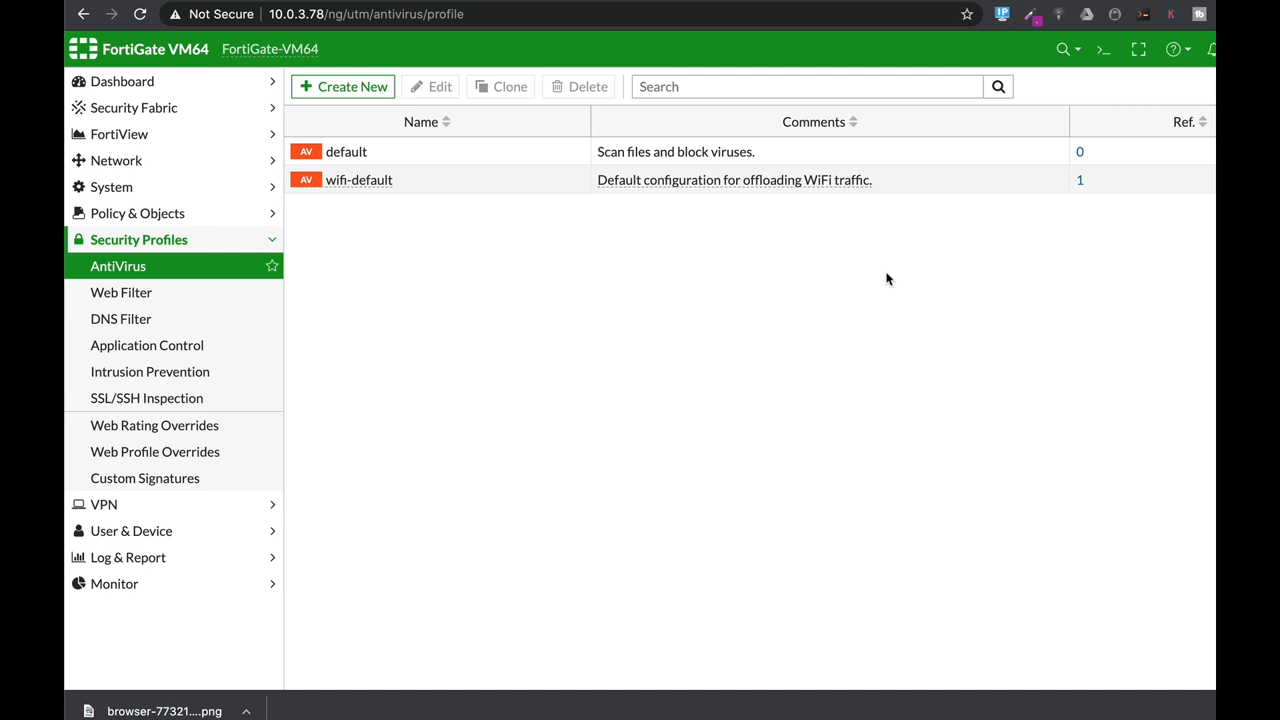 Not Secure | 10.0.3.78/ng/utm/antivirus/profile
FortiGate VM64 FortiGate-VM64
Dashboard
Security Fabric
FortiView
Network
System
Policy & Objects
Security Profiles
AntiVirus
Web Filter
DNS Filter
Application Control
Intrusion Prevention
SSL/SSH Inspection
Web Rating Overrides
Web Profile Overrides
Custom Signatures
VPN
User & Device
Log & Report
Monitor
+ Create New Edit Clone Delete Search
Name Comments Ref.
AV default Scan files and block viruses. 0
AV wifi-default Default configuration for offloading WiFi traffic. 1
browser-77321....png